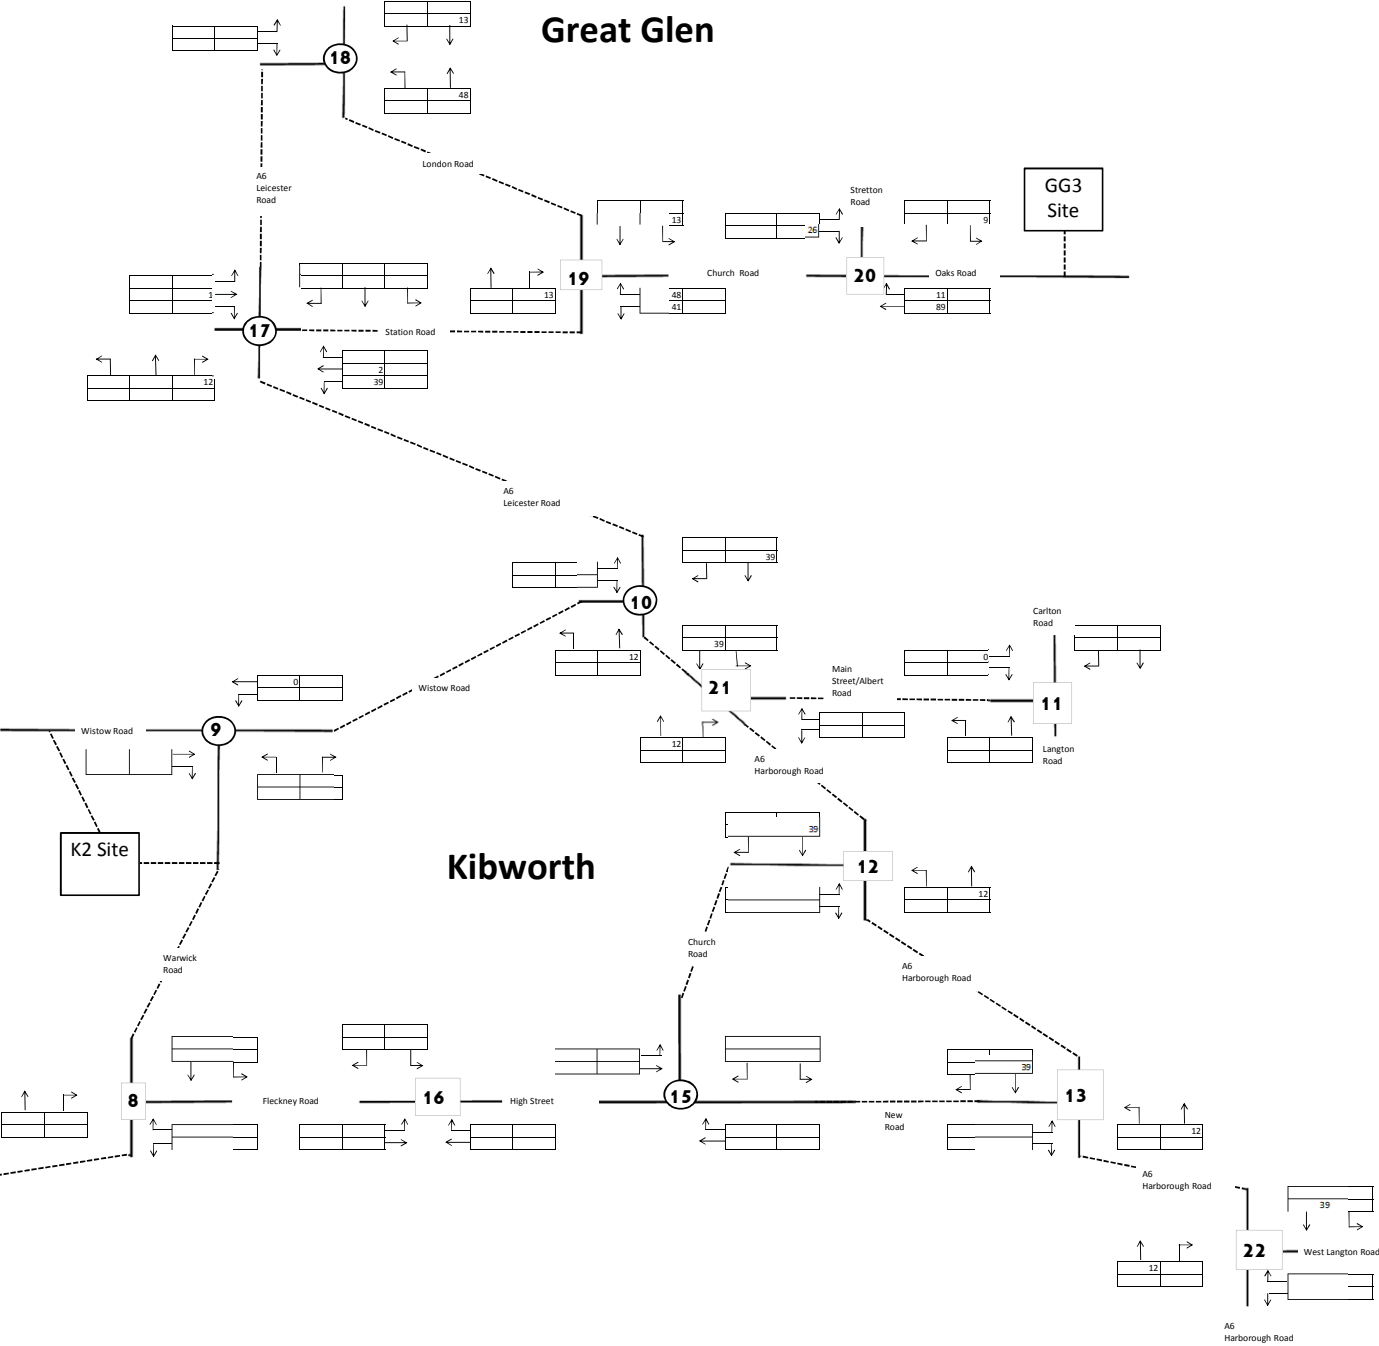 Great Glen
13
18
48
London Road
A6
Leicester
Road
GG3
Site
Stretton
Road
13
26
9
19
Church Road
20
Oaks Road
1
13
48
41
11
89
17
Station Road
12
2
39
A6
Leicester Road
39
10
39
12
Carlton
Road
0
0
Wistow Road
21
Main
Street/Albert
Road
11
Wistow Road
9
12
A6
Harborough Road
Langton
Road
39
K2 Site
Kibworth
12
12
Church
Road
Warwick
Road
A6
Harborough Road
39
8
Fleckney Road
16
High Street
15
New
Road
13
12
A6
Harborough Road
39
12
22
West Langton Road
A6
Harborough Road